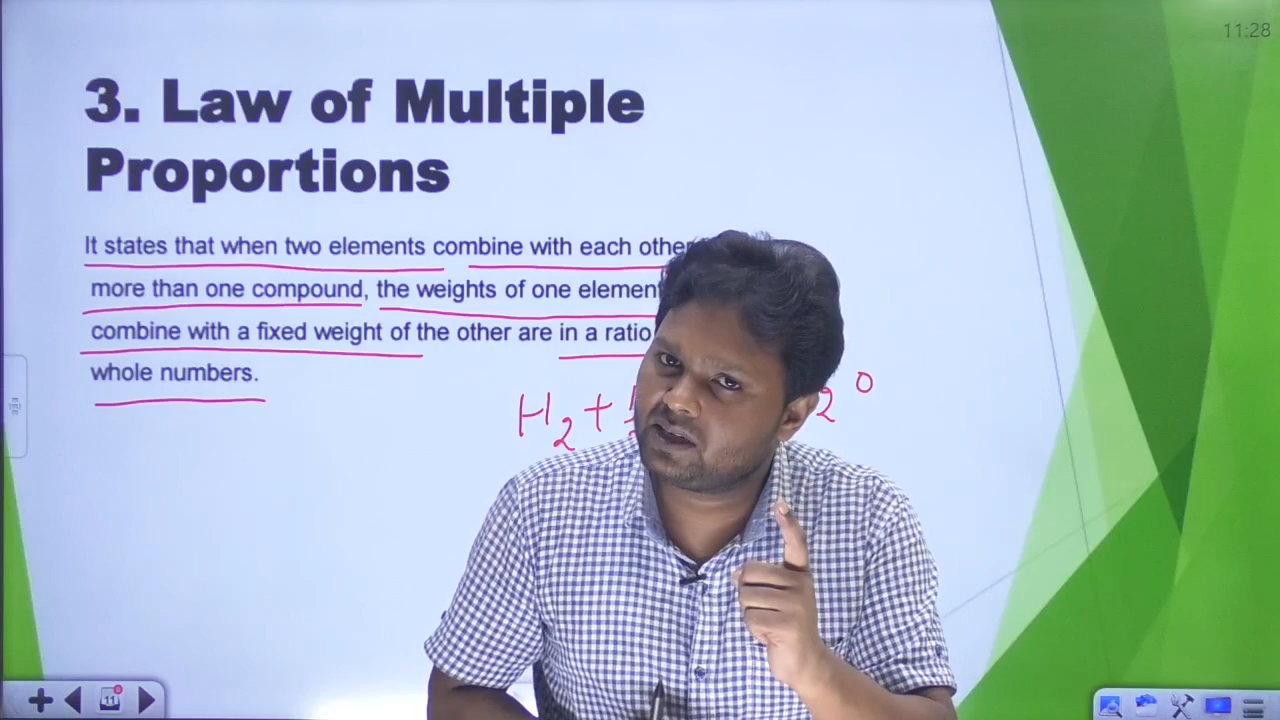 11:28
3. Law of Multiple
Proportions
It states that when two elements combine with each other
more than one compound, the weights of one element
combine with a fixed weight of the other are in a ratio
whole numbers.
H2 +
2O
11